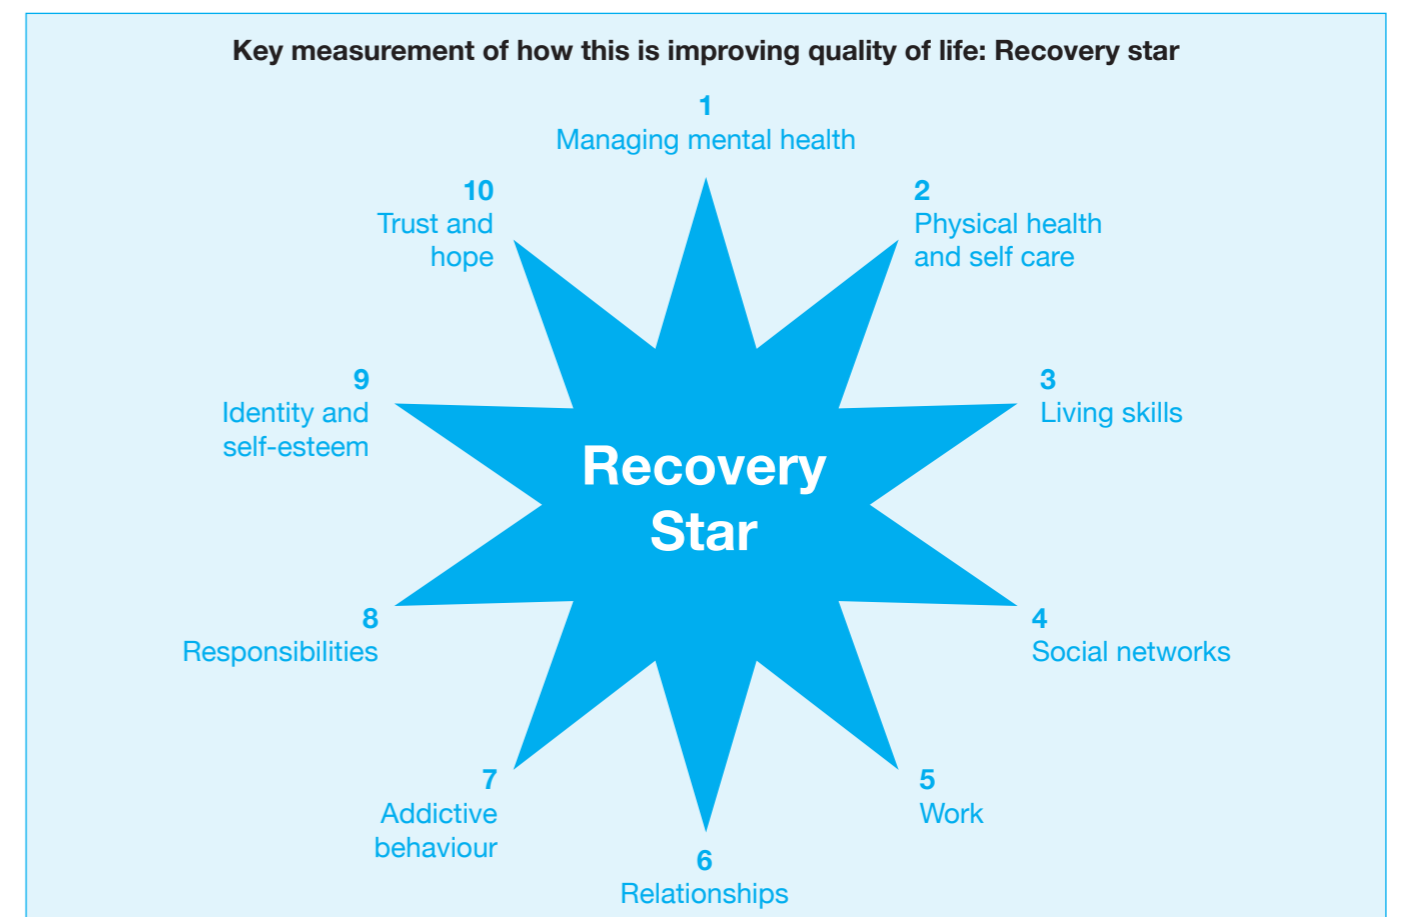 Key measurement of how this is improving quality of life: Recovery star
1
Managing mental health
2
Physical health
and self care
3
Living skills
4
Social networks
5
Work
6
Relationships
7
Addictive
behaviour
8
Responsibilities
9
Identity and
self-esteem
10
Trust and
hope
Recovery
Star